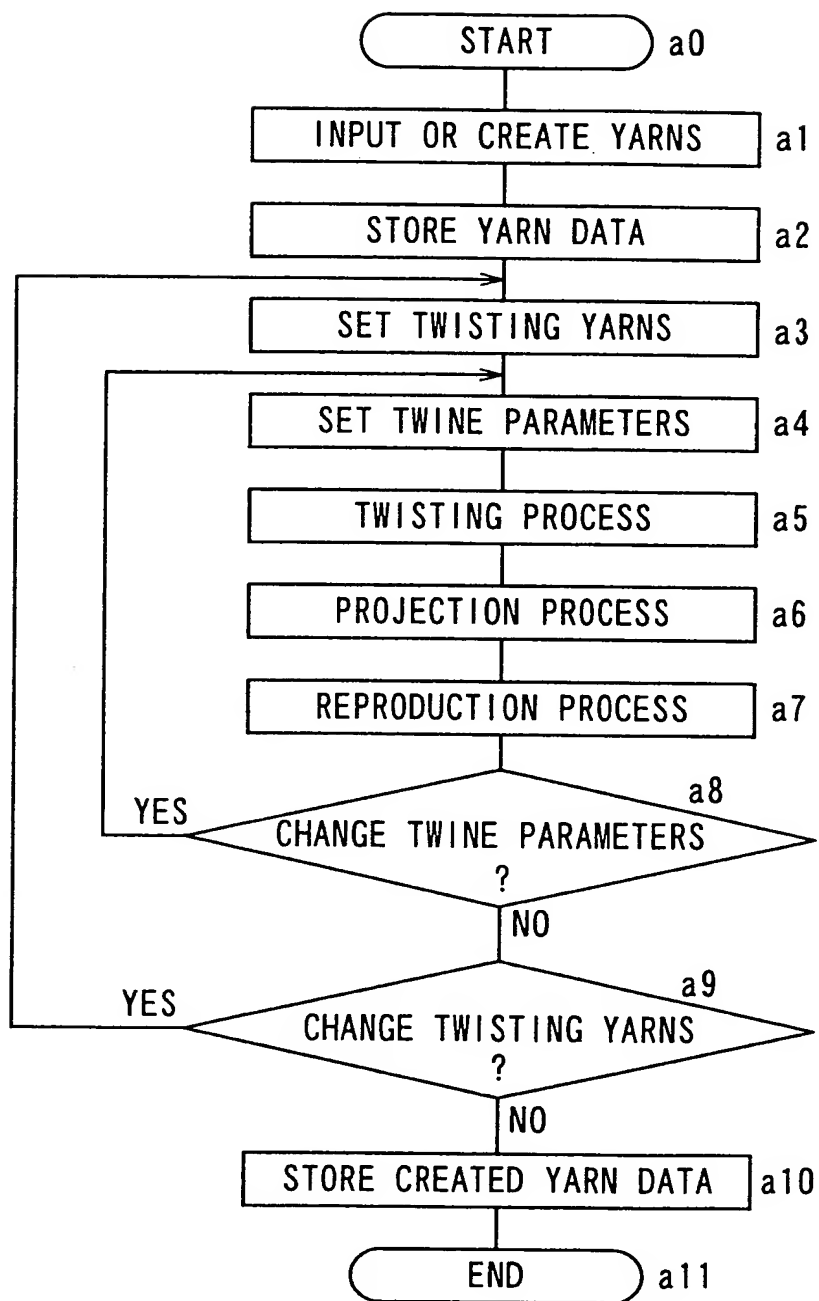 START a0
INPUT OR CREATE YARNS a1
STORE YARN DATA a2
SET TWISTING YARNS a3
SET TWINE PARAMETERS a4
TWISTING PROCESS a5
PROJECTION PROCESS a6
REPRODUCTION PROCESS a7
a8
YES
CHANGE TWINE PARAMETERS
?
NO
a9
YES
CHANGE TWISTING YARNS
?
NO
STORE CREATED YARN DATA a10
END a11